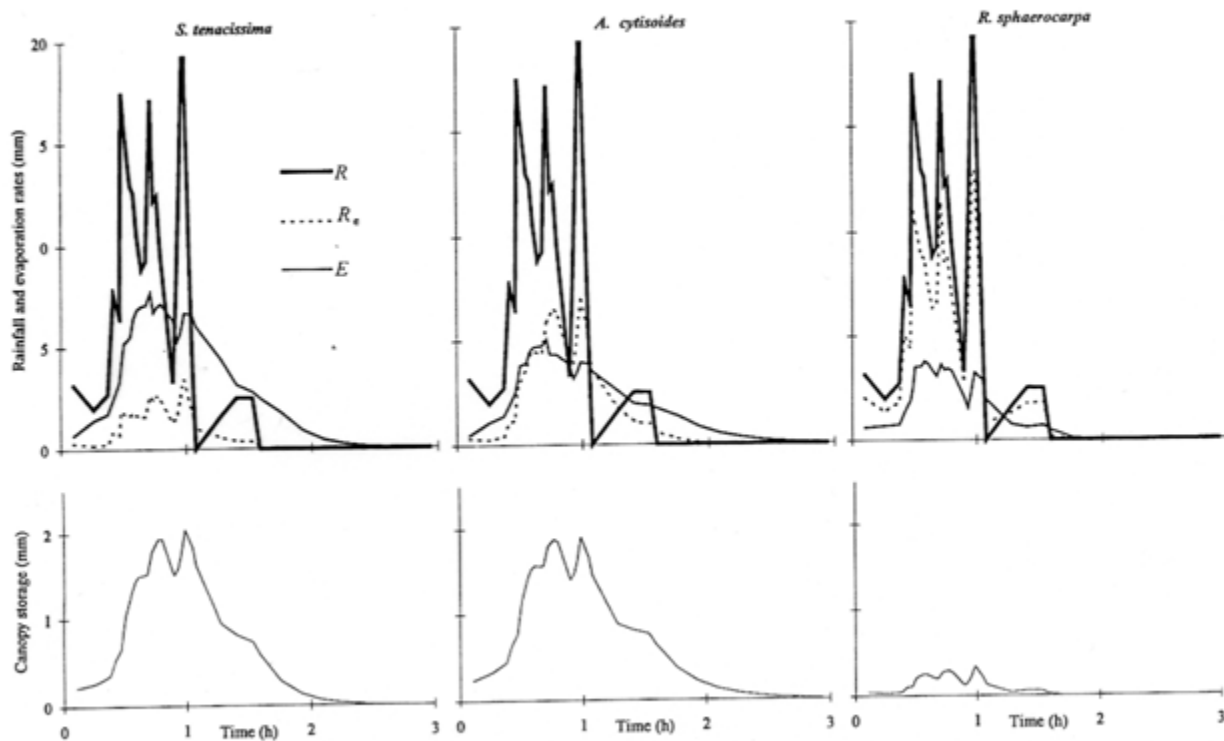 S. tenacissima
A. cytisoides
R. sphaerocarpa
Rainfall and evaporation rates (mm)
20
5
0
5
0
R
Re
E
Canopy storage (mm)
2
1
0
0 1 Time (h) 2 3
0 1 Time (h) 2 3
0 1 Time (h) 2 3